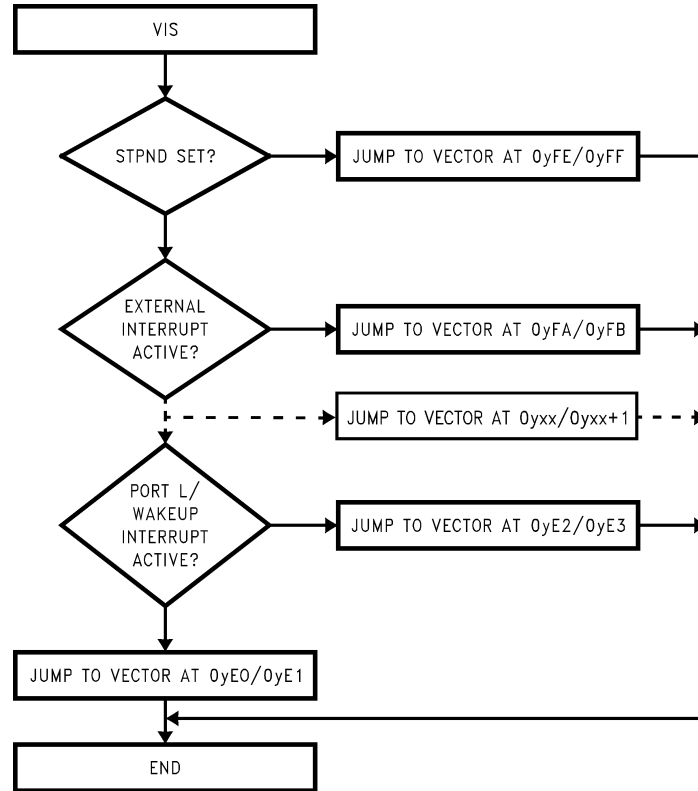 VIS
STPND SET?
JUMP TO VECTOR AT 0yFE/0yFF
EXTERNAL
INTERRUPT
ACTIVE?
JUMP TO VECTOR AT 0yFA/0yFB
JUMP TO VECTOR AT 0yxx/0yxx+1
PORT L/
WAKEUP
INTERRUPT
ACTIVE?
JUMP TO VECTOR AT 0yE2/0yE3
JUMP TO VECTOR AT 0yE0/0yE1
END